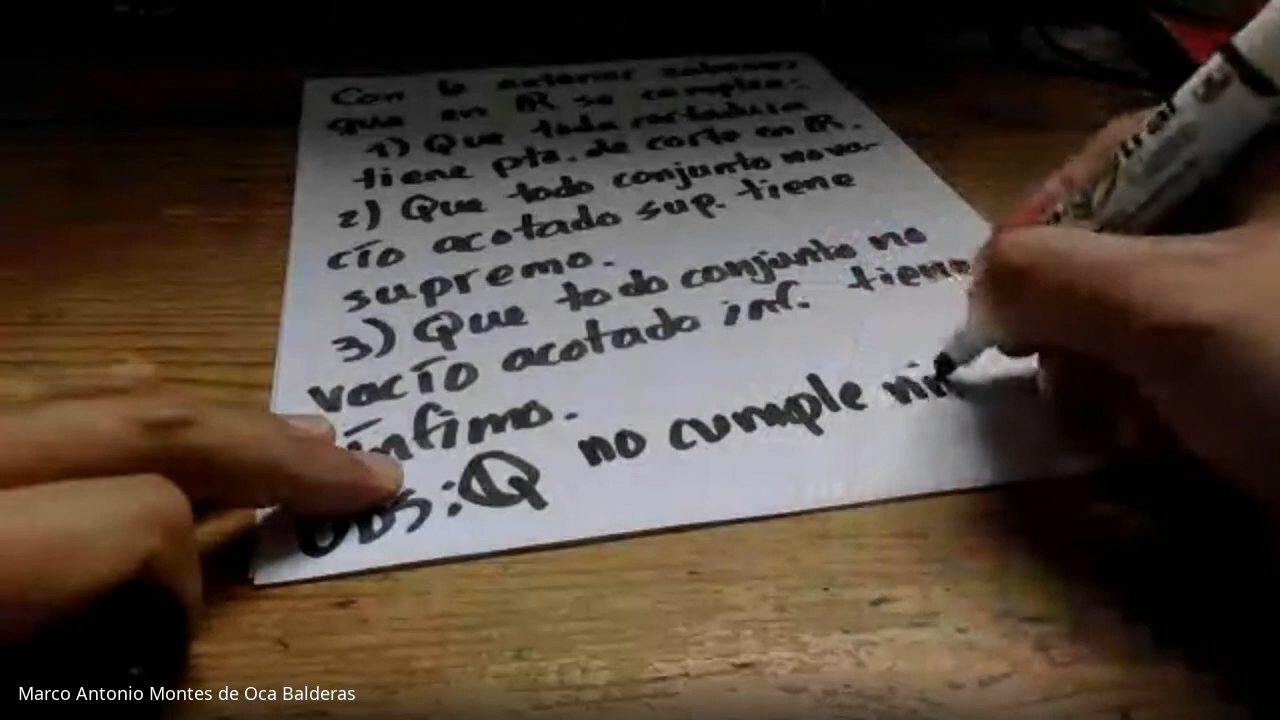 Con lo anterior sabemos
que en ℝ se cumplen:
1) Que toda cortadura
tiene pto. de corte en ℝ.
2) Que todo conjunto no va-
cío acotado sup. tiene
supremo.
3) Que todo conjunto no
vacío acotado inf. tiene
ínfimo.
Obs: ℚ no cumple nin
Marco Antonio Montes de Oca Balderas